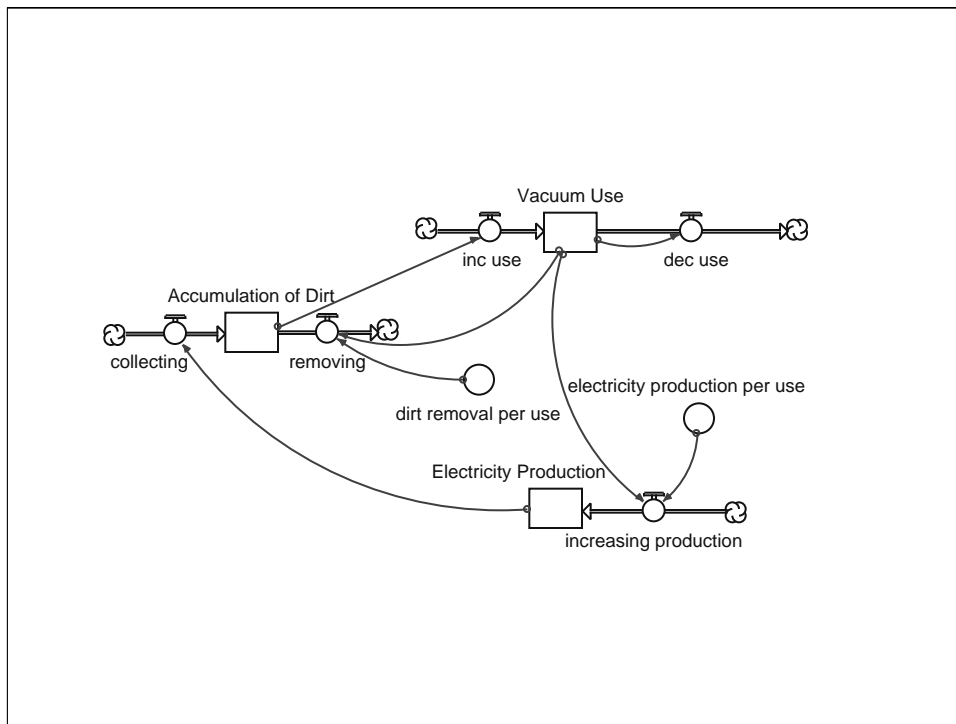 Vacuum Use
inc use
dec use
Accumulation of Dirt
collecting
removing
electricity production per use
dirt removal per use
Electricity Production
increasing production